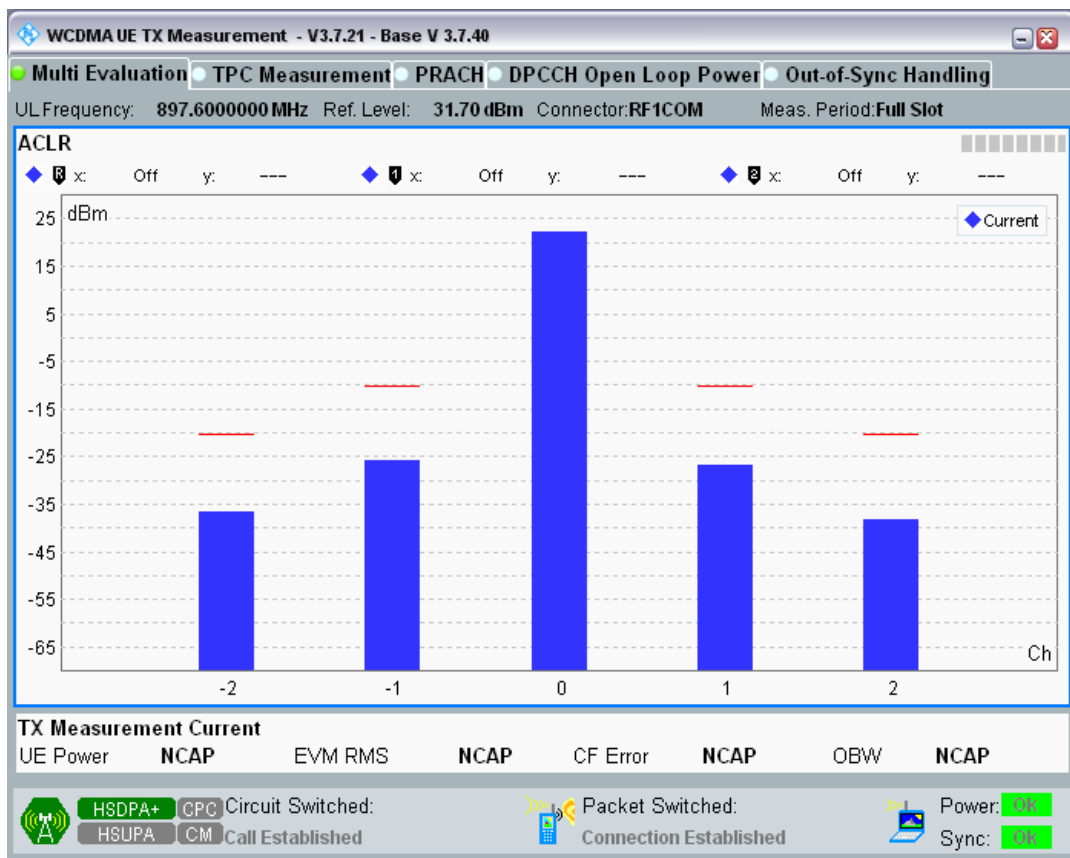 WCDMA UE TX Measurement - V3.7.21 - Base V 3.7.40
Multi Evaluation TPC Measurement PRACH DPCCH Open Loop Power Out-of-Sync Handling
UL Frequency: 897.6000000 MHz Ref. Level: 31.70 dBm Connector:RF1COM Meas. Period:Full Slot
ACLR
R x: Off y: --- 1 x: Off y: --- 2 x: Off y: ---
dBm
Current
25
15
5
-5
-15
-25
-35
-45
-55
-65
Ch
-2 -1 0 1 2
TX Measurement Current
UE Power NCAP EVM RMS NCAP CF Error NCAP OBW NCAP
HSDPA+ CPC Circuit Switched: Packet Switched: Power: Ok
HSUPA CM Call Established Connection Established Sync: Ok